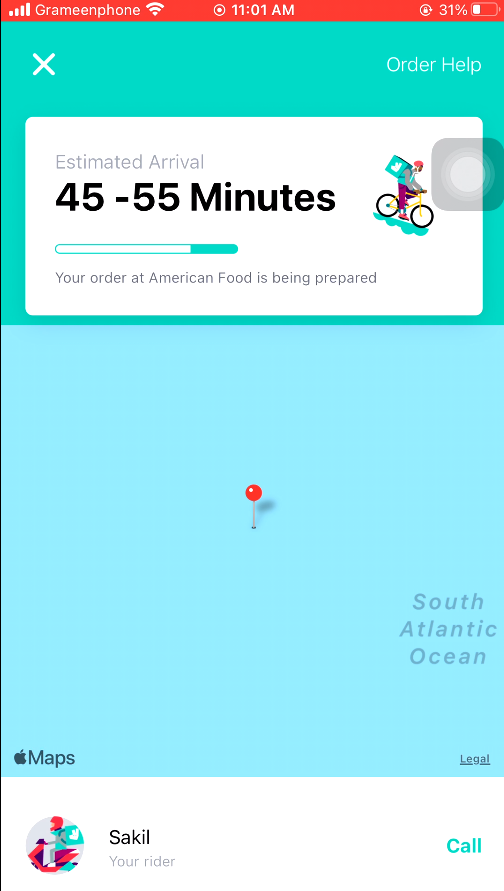 Grameenphone 11:01 AM 31%
Order Help
Estimated Arrival
45 -55 Minutes
Your order at American Food is being prepared
South
Atlantic
Ocean
Maps
Legal
Sakil
Your rider
Call